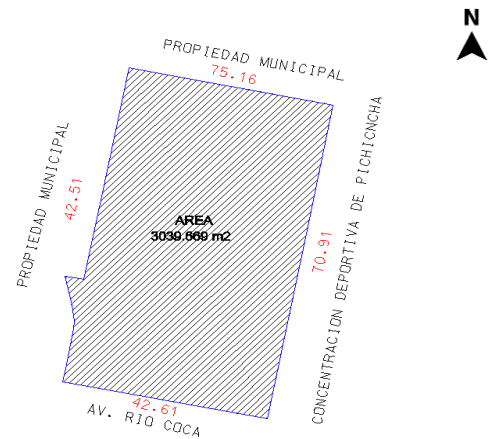 N
PROPIEDAD MUNICIPAL
75.16
PROPIEDAD MUNICIPAL
42.51
AREA
3039.669 m2
70.91
CONCENTRACION DEPORTIVA DE PICHICNCHA
42.61
AV. RIO COCA